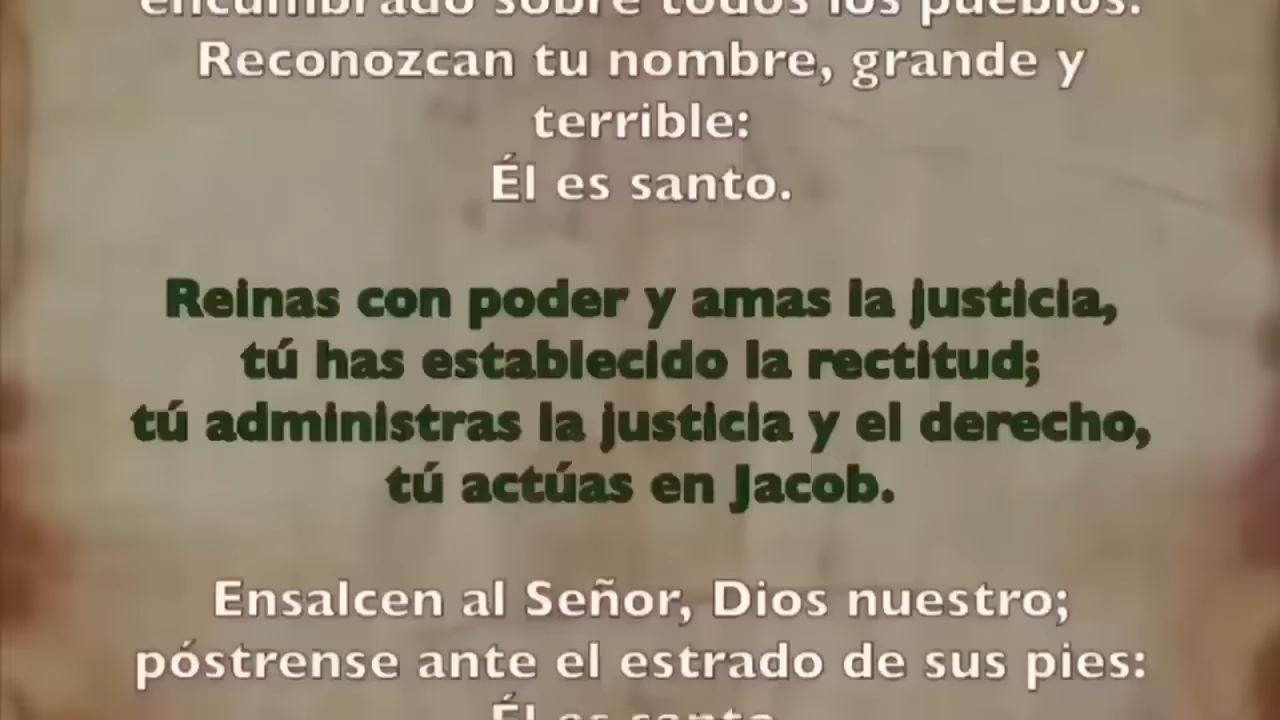 encumbrado sobre todos los pueblos.
Reconozcan tu nombre, grande y
terrible:
Él es santo.
Reinas con poder y amas la justicia,
tú has establecido la rectitud;
tú administras la justicia y el derecho,
tú actúas en Jacob.
Ensalcen al Señor, Dios nuestro;
póstrense ante el estrado de sus pies:
Él es santo.